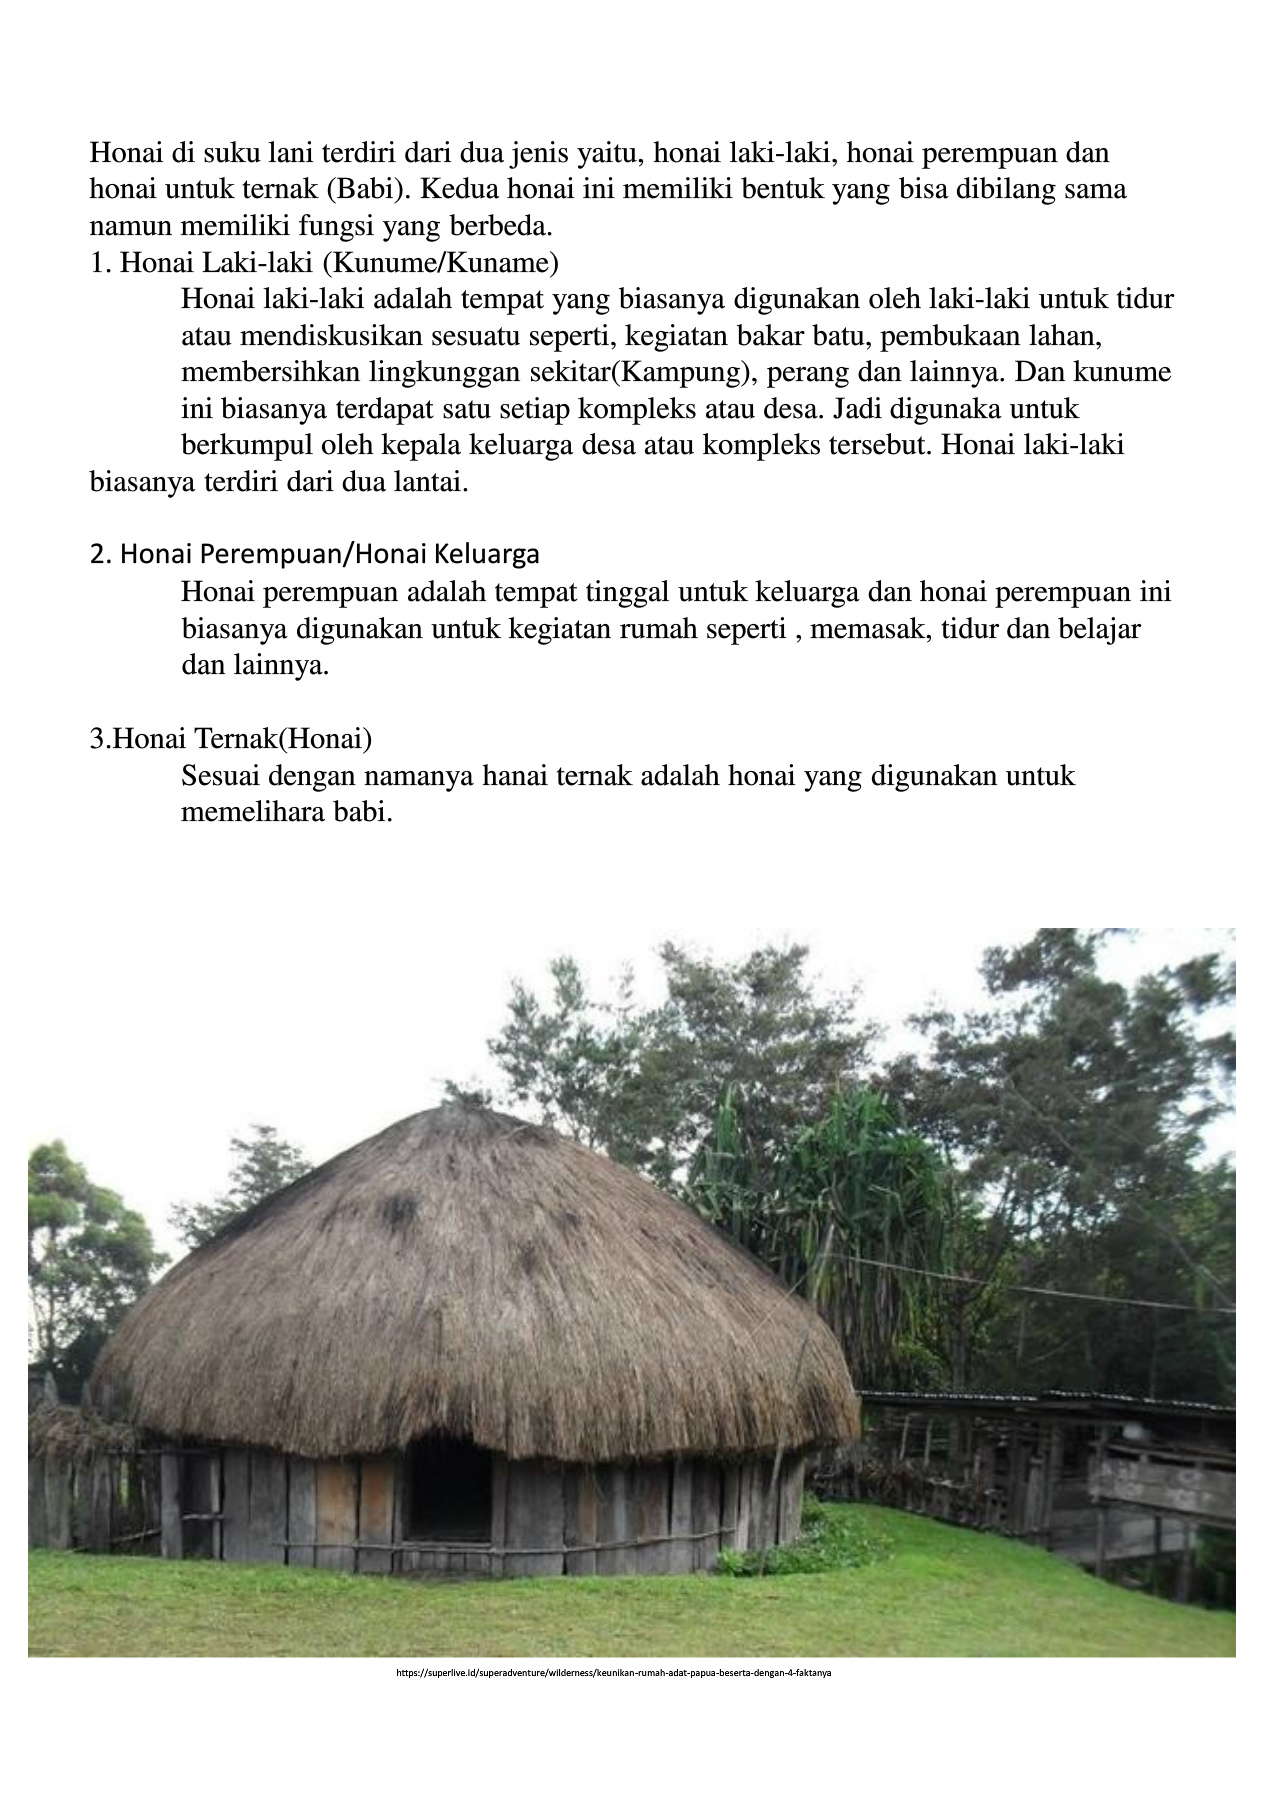 Honai di suku lani terdiri dari dua jenis yaitu, honai laki-laki, honai perempuan dan
honai untuk ternak (Babi). Kedua honai ini memiliki bentuk yang bisa dibilang sama
namun memiliki fungsi yang berbeda.
1. Honai Laki-laki (Kunume/Kuname)
Honai laki-laki adalah tempat yang biasanya digunakan oleh laki-laki untuk tidur
atau mendiskusikan sesuatu seperti, kegiatan bakar batu, pembukaan lahan,
membersihkan lingkunggan sekitar(Kampung), perang dan lainnya. Dan kunume
ini biasanya terdapat satu setiap kompleks atau desa. Jadi digunaka untuk
berkumpul oleh kepala keluarga desa atau kompleks tersebut. Honai laki-laki
biasanya terdiri dari dua lantai.
2. Honai Perempuan/Honai Keluarga
Honai perempuan adalah tempat tinggal untuk keluarga dan honai perempuan ini
biasanya digunakan untuk kegiatan rumah seperti , memasak, tidur dan belajar
dan lainnya.
3.Honai Ternak(Honai)
Sesuai dengan namanya hanai ternak adalah honai yang digunakan untuk
memelihara babi.
https://superlive.id/superadventure/wilderness/keunikan-rumah-adat-papua-beserta-dengan-4-faktanya